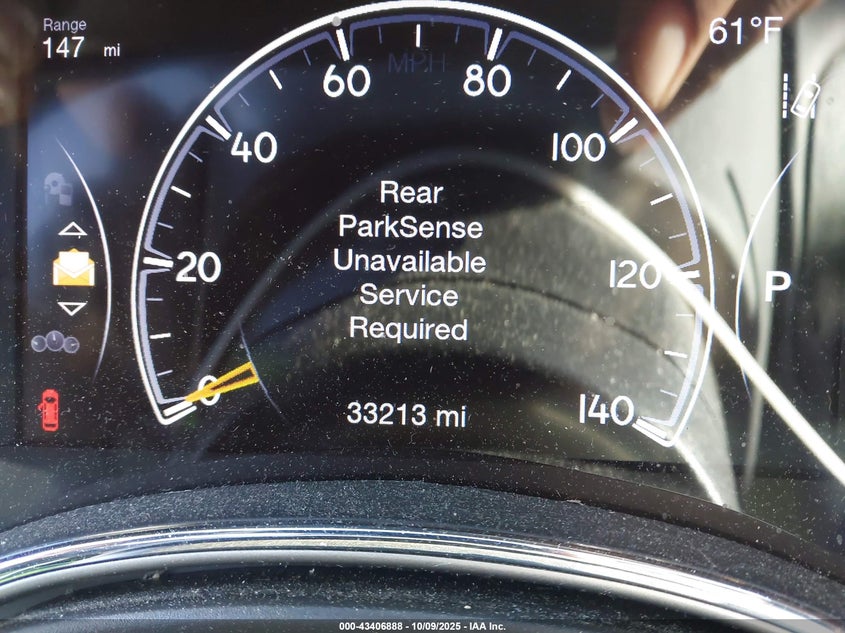 Range
147 mi
61°F
MPH
0
20
40
60
80
100
120
140
Rear
ParkSense
Unavailable
Service
Required
33213 mi
P
000-43406888 - 10/09/2025 - IAA Inc.